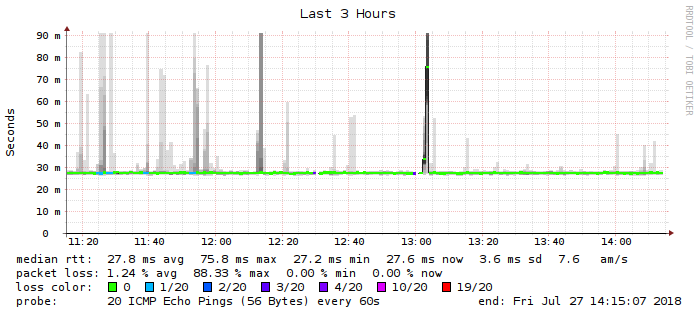 Last 3 Hours
90 m
80 m
70 m
60 m
50 m
40 m
30 m
20 m
10 m
0
Seconds
11:20 11:40 12:00 12:20 12:40 13:00 13:20 13:40 14:00
RRDTOOL / TOBI OETIKER
median rtt: 27.8 ms avg 75.8 ms max 27.2 ms min 27.6 ms now 3.6 ms sd 7.6 am/s
packet loss: 1.24 % avg 88.33 % max 0.00 % min 0.00 % now
loss color: 0 1/20 2/20 3/20 4/20 10/20 19/20
probe: 20 ICMP Echo Pings (56 Bytes) every 60s end: Fri Jul 27 14:15:07 2018